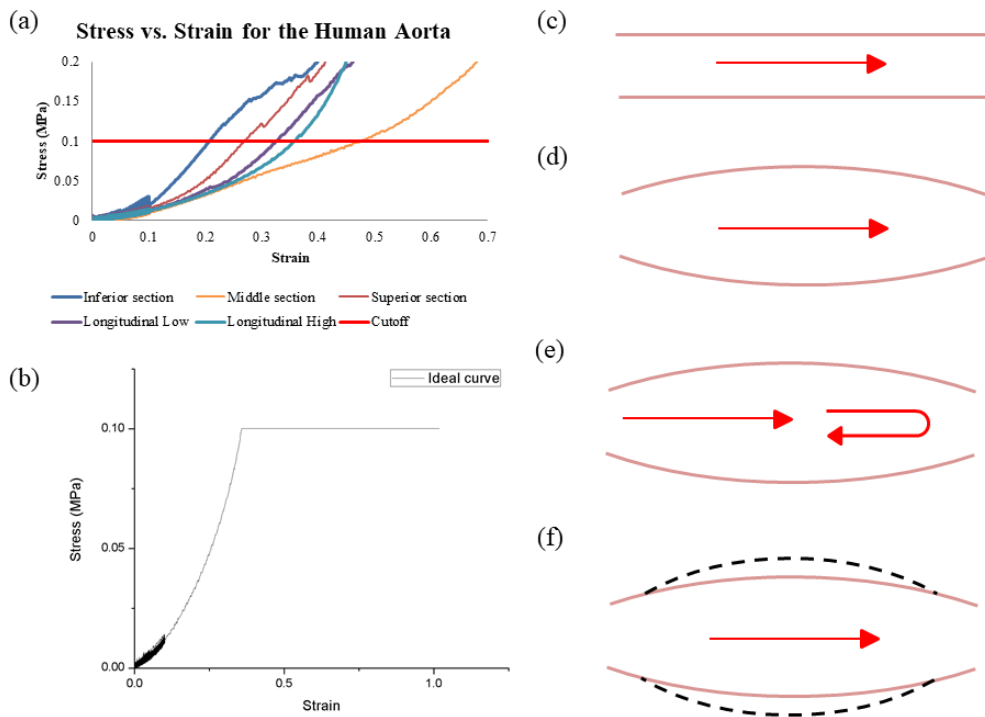 (a)
Stress vs. Strain for the Human Aorta
0.2
0.15
0.1
0.05
0
Stress (MPa)
0 0.1 0.2 0.3 0.4 0.5 0.6 0.7
Strain
Inferior section Middle section Superior section
Longitudinal Low Longitudinal High Cutoff
(b)
Ideal curve
0.10
0.05
0.00
Stress (MPa)
0.0 0.5 1.0
Strain
(c)
(d)
(e)
(f)